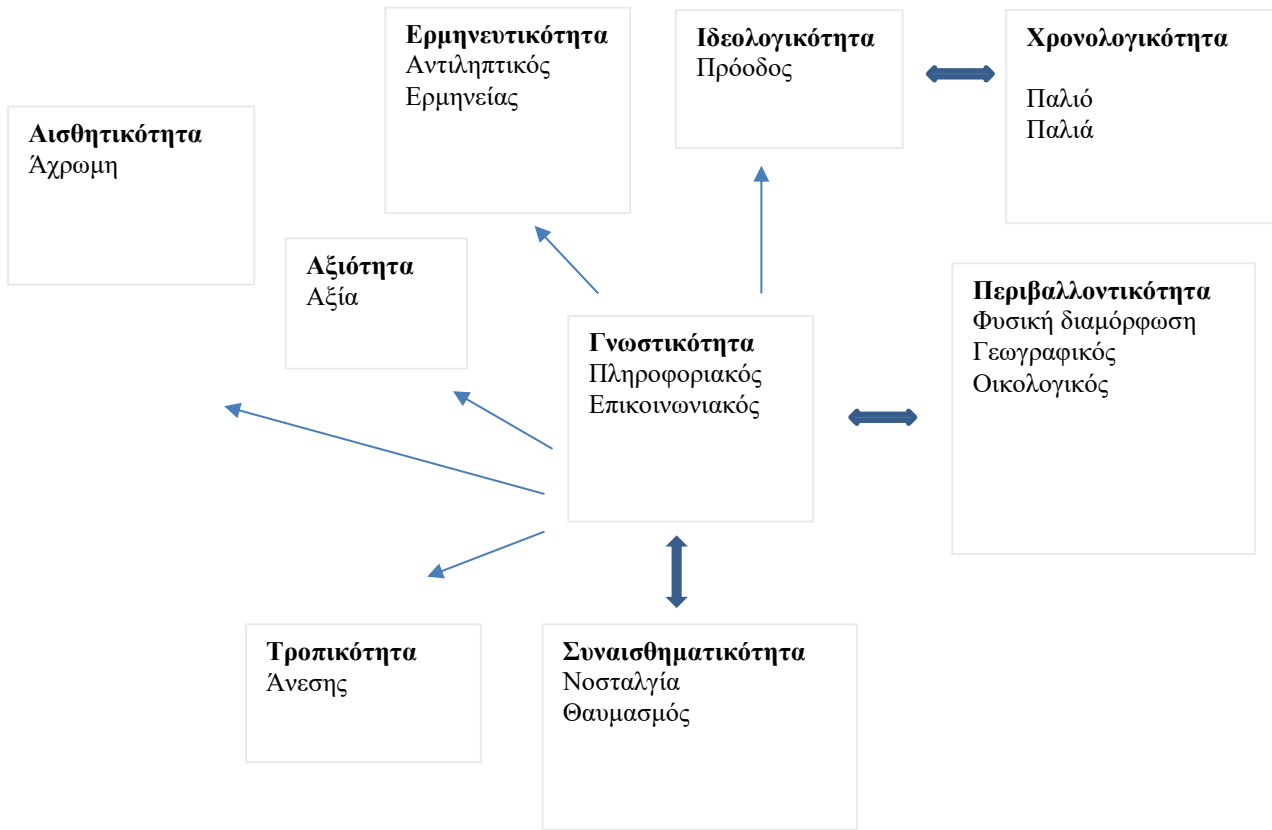 Ερμηνευτικότητα
Αντιληπτικός
Ερμηνείας
Ιδεολογικότητα
Πρόοδος
Χρονολογικότητα
Παλιό
Παλιά
Αισθητικότητα
Άχρωμη
Αξιότητα
Αξία
Γνωστικότητα
Πληροφοριακός
Επικοινωνιακός
Περιβαλλοντικότητα
Φυσική διαμόρφωση
Γεωγραφικός
Οικολογικός
Τροπικότητα
Άνεσης
Συναισθηματικότητα
Νοσταλγία
Θαυμασμός